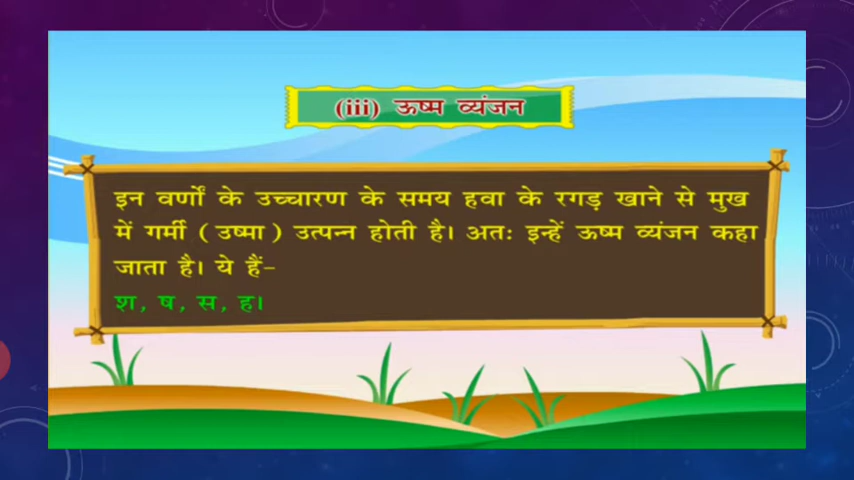 (iii) ऊष्म व्यंजन
इन वर्णों के उच्चारण के समय हवा के रगड़ खाने से मुख
में गर्मी ( उष्मा ) उत्पन्न होती है। अतः इन्हें ऊष्म व्यंजन कहा
जाता है। ये हैं-
श, ष, स, ह।